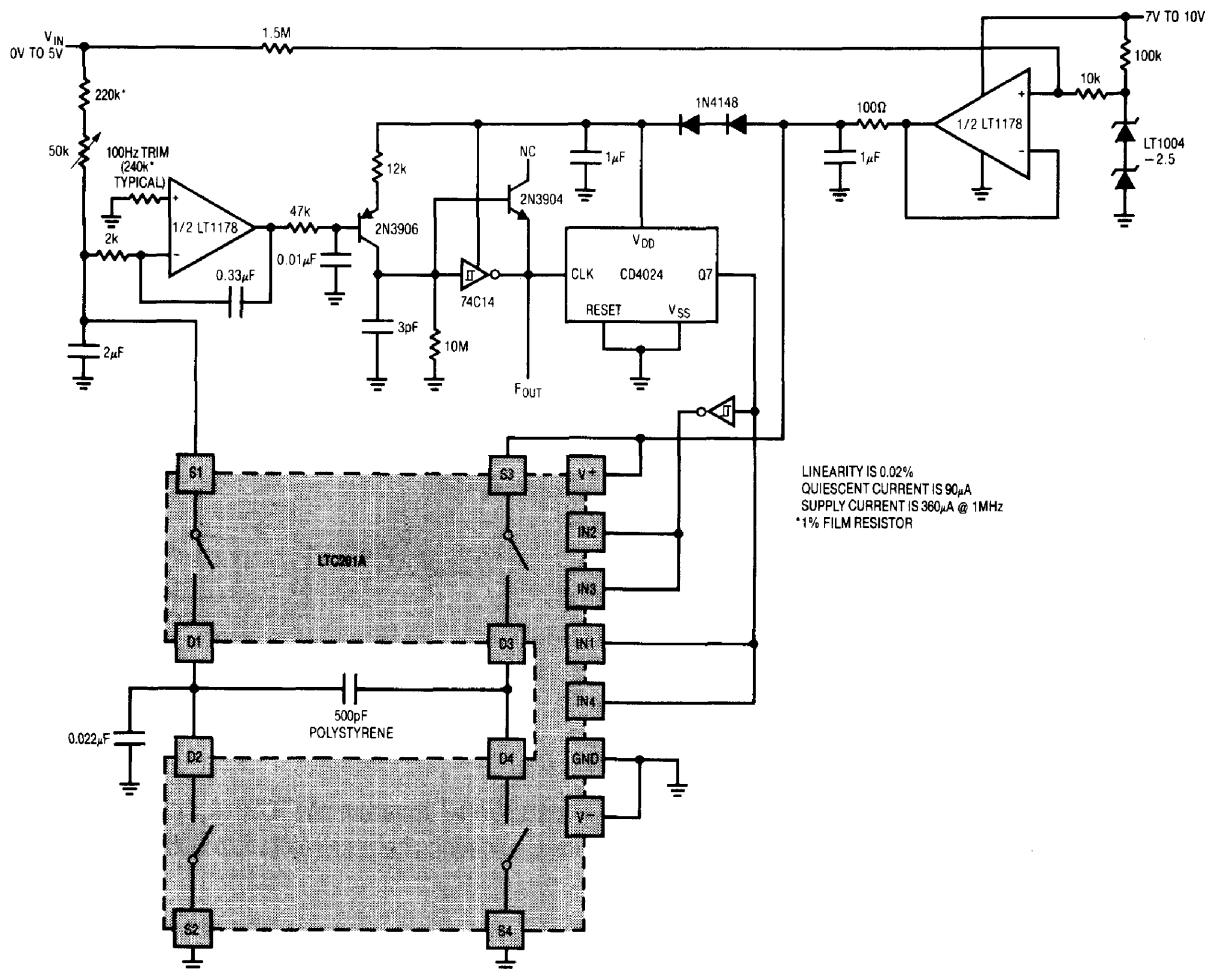 V_IN
0V TO 5V
1.5M
7V TO 10V
100k
220k*
10k
1N4148
100Ω
+
1/2 LT1178
−
LT1004
−2.5
50k
100Hz TRIM
(240k*
TYPICAL)
1μF
1μF
NC
12k
2N3904
+
1/2 LT1178
−
47k
2N3906
2k
0.33μF
0.01μF
V_DD
CLK
CD4024
Q7
RESET
V_SS
74C14
2μF
3pF
10M
F_OUT
S1
S3
V+
LINEARITY IS 0.02%
QUIESCENT CURRENT IS 90μA
SUPPLY CURRENT IS 360μA @ 1MHz
*1% FILM RESISTOR
IN2
LTC201A
IN3
D1
D3
IN1
IN4
500pF
POLYSTYRENE
0.022μF
D2
D4
GND
V−
S2
S4